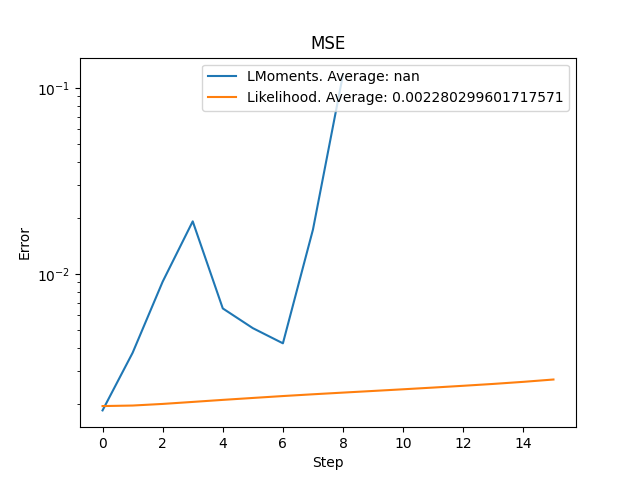 MSE
LMoments. Average: nan
Likelihood. Average: 0.002280299601717571
10⁻¹
10⁻²
Error
0 2 4 6 8 10 12 14
Step